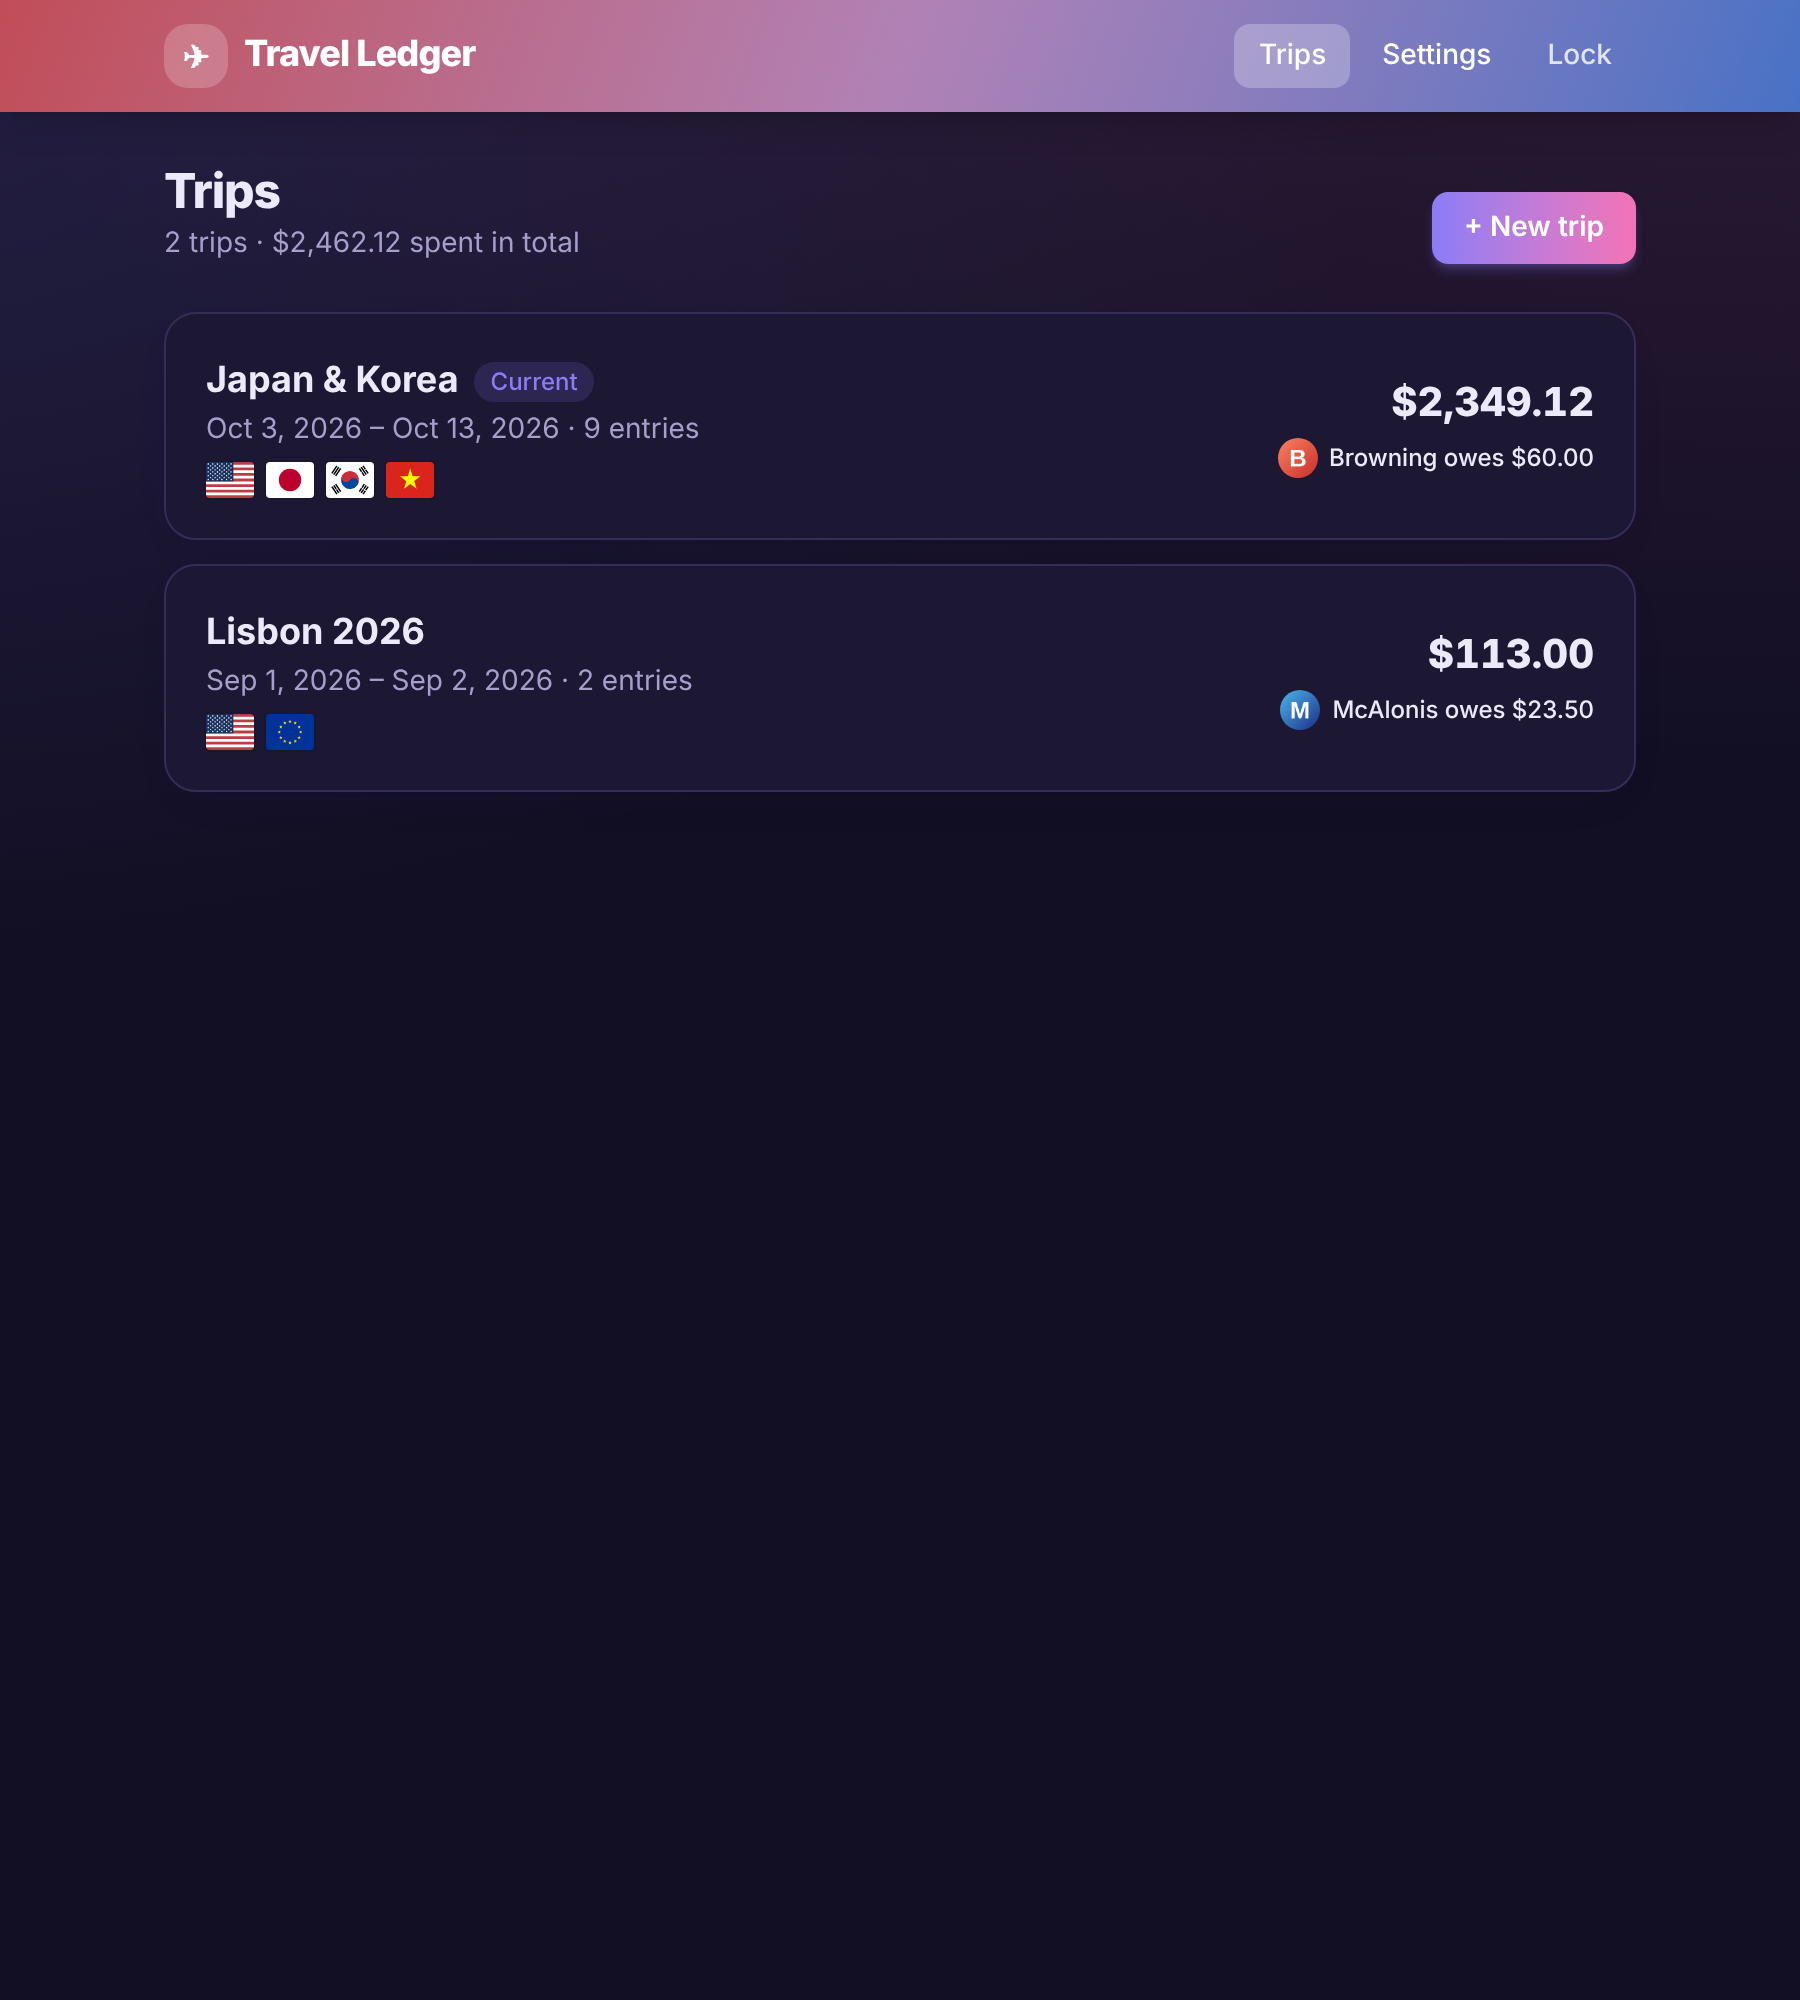 ✈ Travel Ledger
Trips
Settings
Lock
Trips
2 trips · $2,462.12 spent in total
+ New trip
Japan & Korea
Current
Oct 3, 2026 – Oct 13, 2026 · 9 entries
$2,349.12
B Browning owes $60.00
Lisbon 2026
Sep 1, 2026 – Sep 2, 2026 · 2 entries
$113.00
M McAlonis owes $23.50